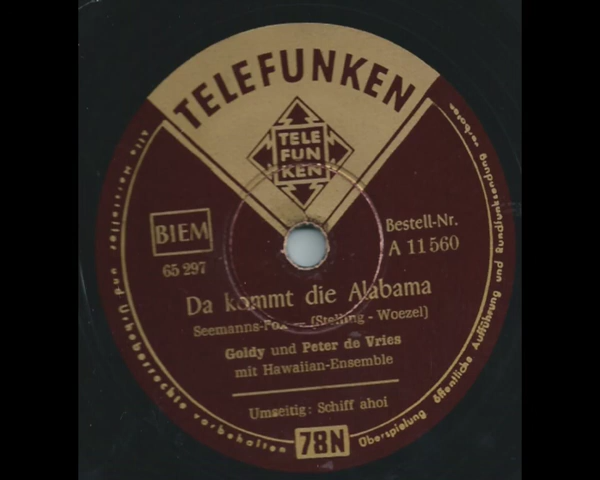 TELEFUNKEN
TELE
FUN
KEN
BIEM
65 297
Bestell-Nr.
A 11 560
Da kommt die Alabama
Seemanns-Fox — (Stelling - Woezel)
Goldy und Peter de Vries
mit Hawaiian-Ensemble
Umseitig: Schiff ahoi
78N
Alle Hersteller- und Urheberrechte vorbehalten
Überspielung öffentliche Aufführung und Rundfunksendung verboten